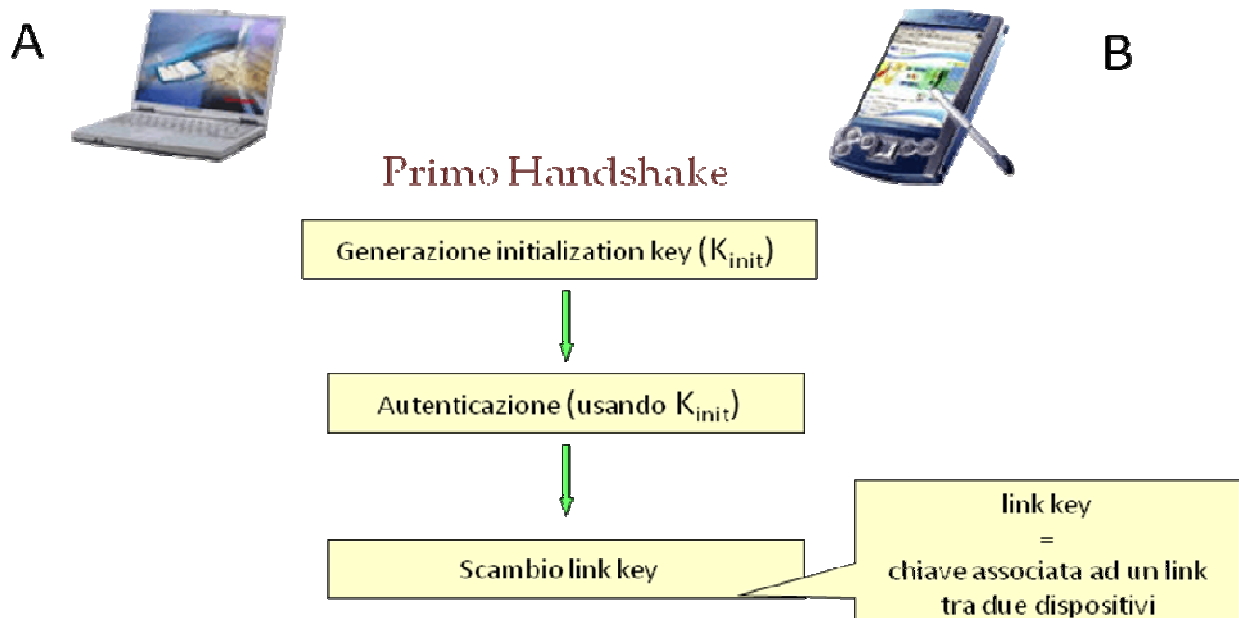 A
B
Primo Handshake
Generazione initialization key (Kinit)
Autenticazione (usando Kinit)
Scambio link key
link key
=
chiave associata ad un link
tra due dispositivi